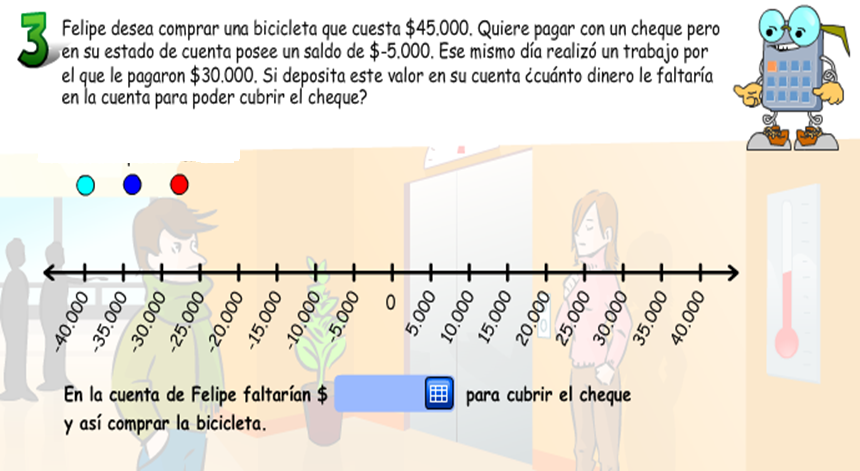 3 Felipe desea comprar una bicicleta que cuesta $45.000. Quiere pagar con un cheque pero
en su estado de cuenta posee un saldo de $-5.000. Ese mismo día realizó un trabajo por
el que le pagaron $30.000. Si deposita este valor en su cuenta ¿cuánto dinero le faltaría
en la cuenta para poder cubrir el cheque?
-40.000 -35.000 -30.000 -25.000 -20.000 -15.000 -10.000 -5.000 0 5.000 10.000 15.000 20.000 25.000 30.000 35.000 40.000
En la cuenta de Felipe faltarían $ para cubrir el cheque
y así comprar la bicicleta.